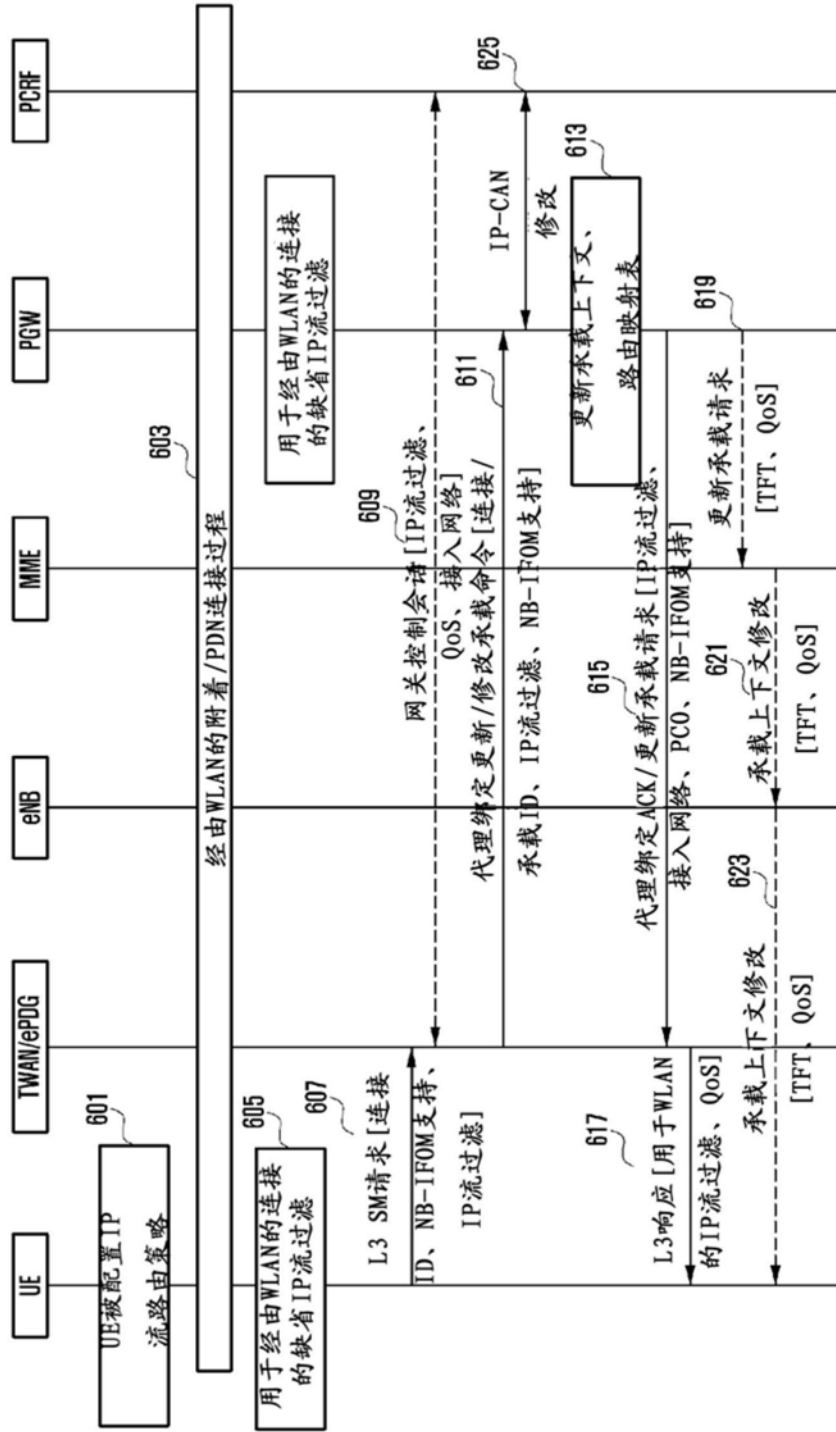 UE
TWAN/ePDG
eNB
MME
PGW
PCRF
601
UE被配置IP
流路由策略
603
经由WLAN的附着/PDN连接过程
605
用于经由WLAN的连接
的缺省IP流过滤
用于经由WLAN的连接
的缺省IP流过滤
607
L3 SM请求[连接
ID、NB-IFOM支持、
IP流过滤]
609
网关控制会话[IP流过滤、
QoS、接入网络]
611
代理绑定更新/修改承载命令[连接/
承载ID、IP流过滤、NB-IFOM支持]
625
IP-CAN
修改
613
更新承载上下文、
路由映射表
615
代理绑定ACK/更新承载请求[IP流过滤、
接入网络、PCO、NB-IFOM支持]
617
L3响应[用于WLAN
的IP流过滤、QoS]
619
更新承载请求
[TFT、QoS]
621
承载上下文修改
[TFT、QoS]
623
承载上下文修改
[TFT、QoS]